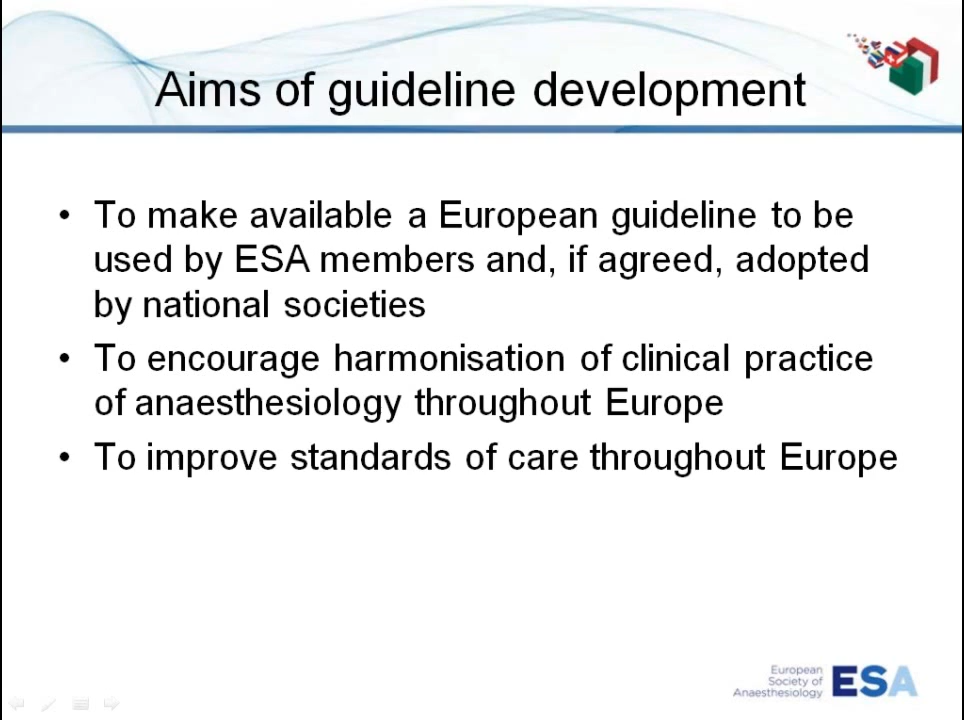 Aims of guideline development
• To make available a European guideline to be
used by ESA members and, if agreed, adopted
by national societies
• To encourage harmonisation of clinical practice
of anaesthesiology throughout Europe
• To improve standards of care throughout Europe
European
Society of
Anaesthesiology
ESA